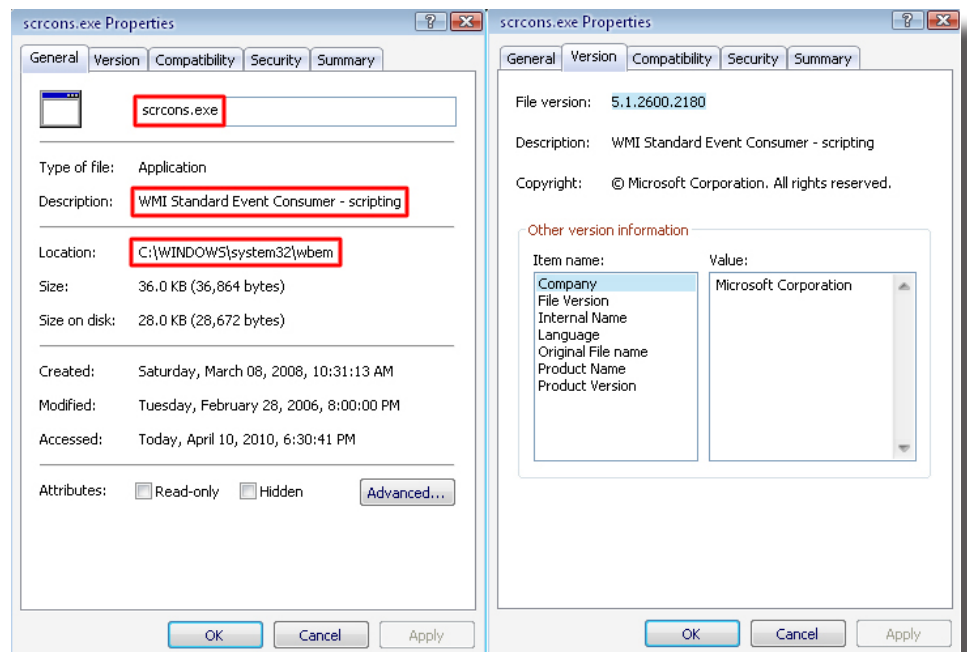 scrcons.exe Properties
General Version Compatibility Security Summary
scrcons.exe
Type of file: Application
Description: WMI Standard Event Consumer - scripting
Location: C:\WINDOWS\system32\wbem
Size: 36.0 KB (36,864 bytes)
Size on disk: 28.0 KB (28,672 bytes)
Created: Saturday, March 08, 2008, 10:31:13 AM
Modified: Tuesday, February 28, 2006, 8:00:00 PM
Accessed: Today, April 10, 2010, 6:30:41 PM
Attributes: Read-only Hidden Advanced...
OK Cancel Apply
scrcons.exe Properties
General Version Compatibility Security Summary
File version: 5.1.2600.2180
Description: WMI Standard Event Consumer - scripting
Copyright: © Microsoft Corporation. All rights reserved.
Other version information
Item name: Value:
Company Microsoft Corporation
File Version
Internal Name
Language
Original File name
Product Name
Product Version
OK Cancel Apply